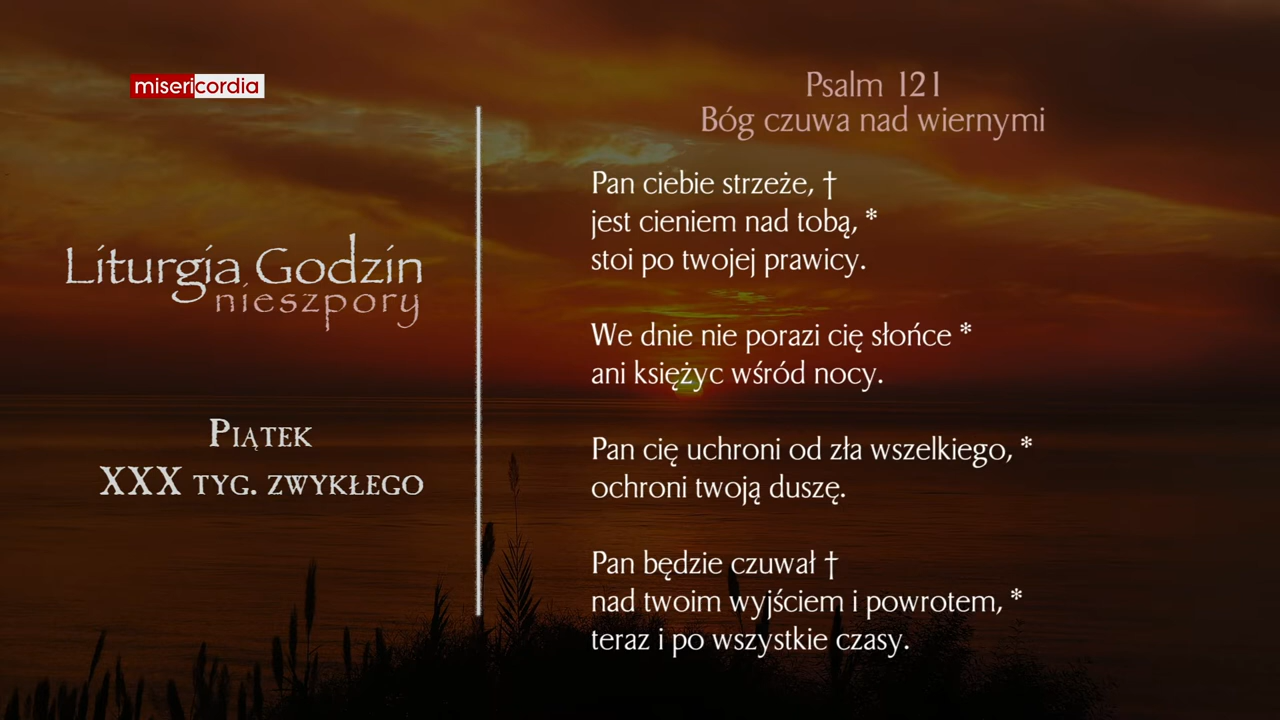 misericordia
Liturgia Godzin
nieszpory
Piątek
XXX tyg. zwykłego
Psalm 121
Bóg czuwa nad wiernymi
Pan ciebie strzeże, †
jest cieniem nad tobą, *
stoi po twojej prawicy.
We dnie nie porazi cię słońce *
ani księżyc wśród nocy.
Pan cię uchroni od zła wszelkiego, *
ochroni twoją duszę.
Pan będzie czuwał †
nad twoim wyjściem i powrotem, *
teraz i po wszystkie czasy.